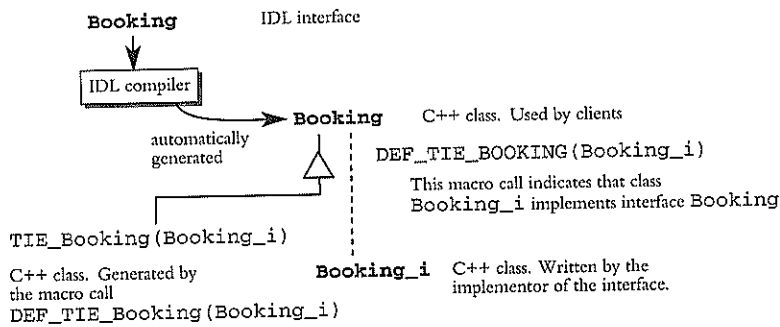 Booking IDL interface
IDL compiler
Booking C++ class. Used by clients
automatically
generated
DEF_TIE_BOOKING(Booking_i)
This macro call indicates that class
Booking_i implements interface Booking
TIE_Booking(Booking_i)
C++ class. Generated by
the macro call
DEF_TIE_Booking(Booking_i)
Booking_i C++ class. Written by the
implementor of the interface.